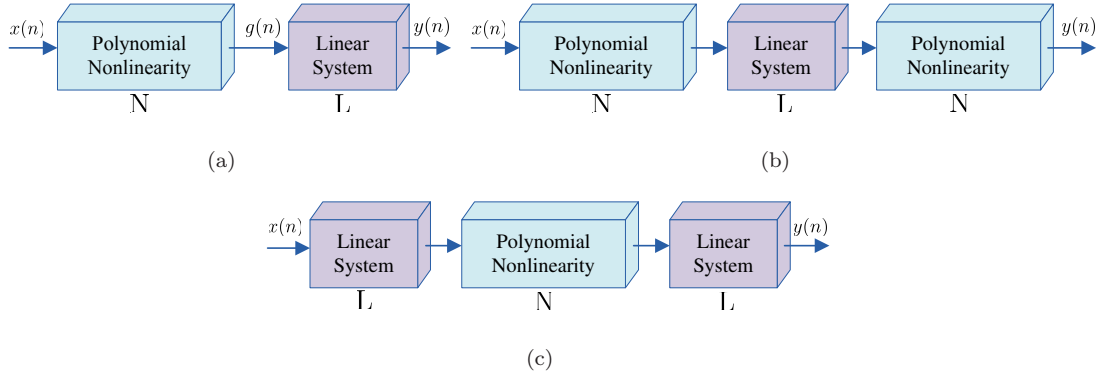 x(n)
Polynomial
Nonlinearity
N
g(n)
Linear
System
L
y(n)
(a)
x(n)
Polynomial
Nonlinearity
N
Linear
System
L
Polynomial
Nonlinearity
N
y(n)
(b)
x(n)
Linear
System
L
Polynomial
Nonlinearity
N
Linear
System
L
y(n)
(c)